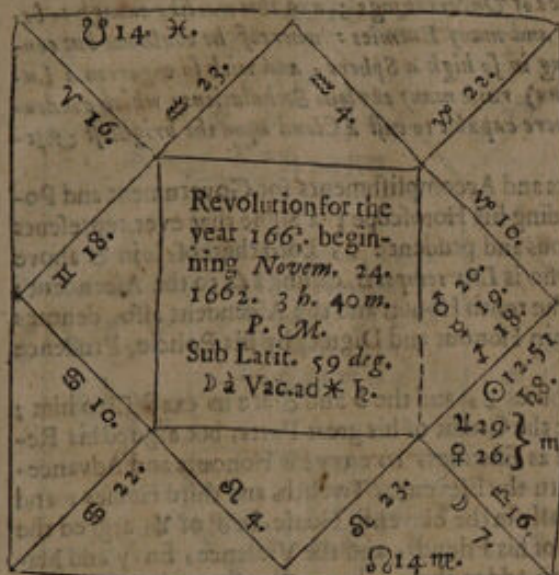 ☋ 14. ♓.
♒ 23.
♒ 4.
♑ 22.
♈ 16.
♑ 10.
♊ 18.
Revolution for the
year 1662. begin-
ning Novem. 24.
1662. 3 h. 40 m.
P. M.
Sub Latit. 59 deg.
☽ à Vac. ad ⚹ ♄.
♂ 20.
☿ 19.
♐ 18.
☉ 12. 51.
♄ 8.
♃ 29
♀ 26.
} m
♋ 10.
♋ 22.
♌ 4.
♌ 23.
☽ 7.
16
☊ 14 ♍.